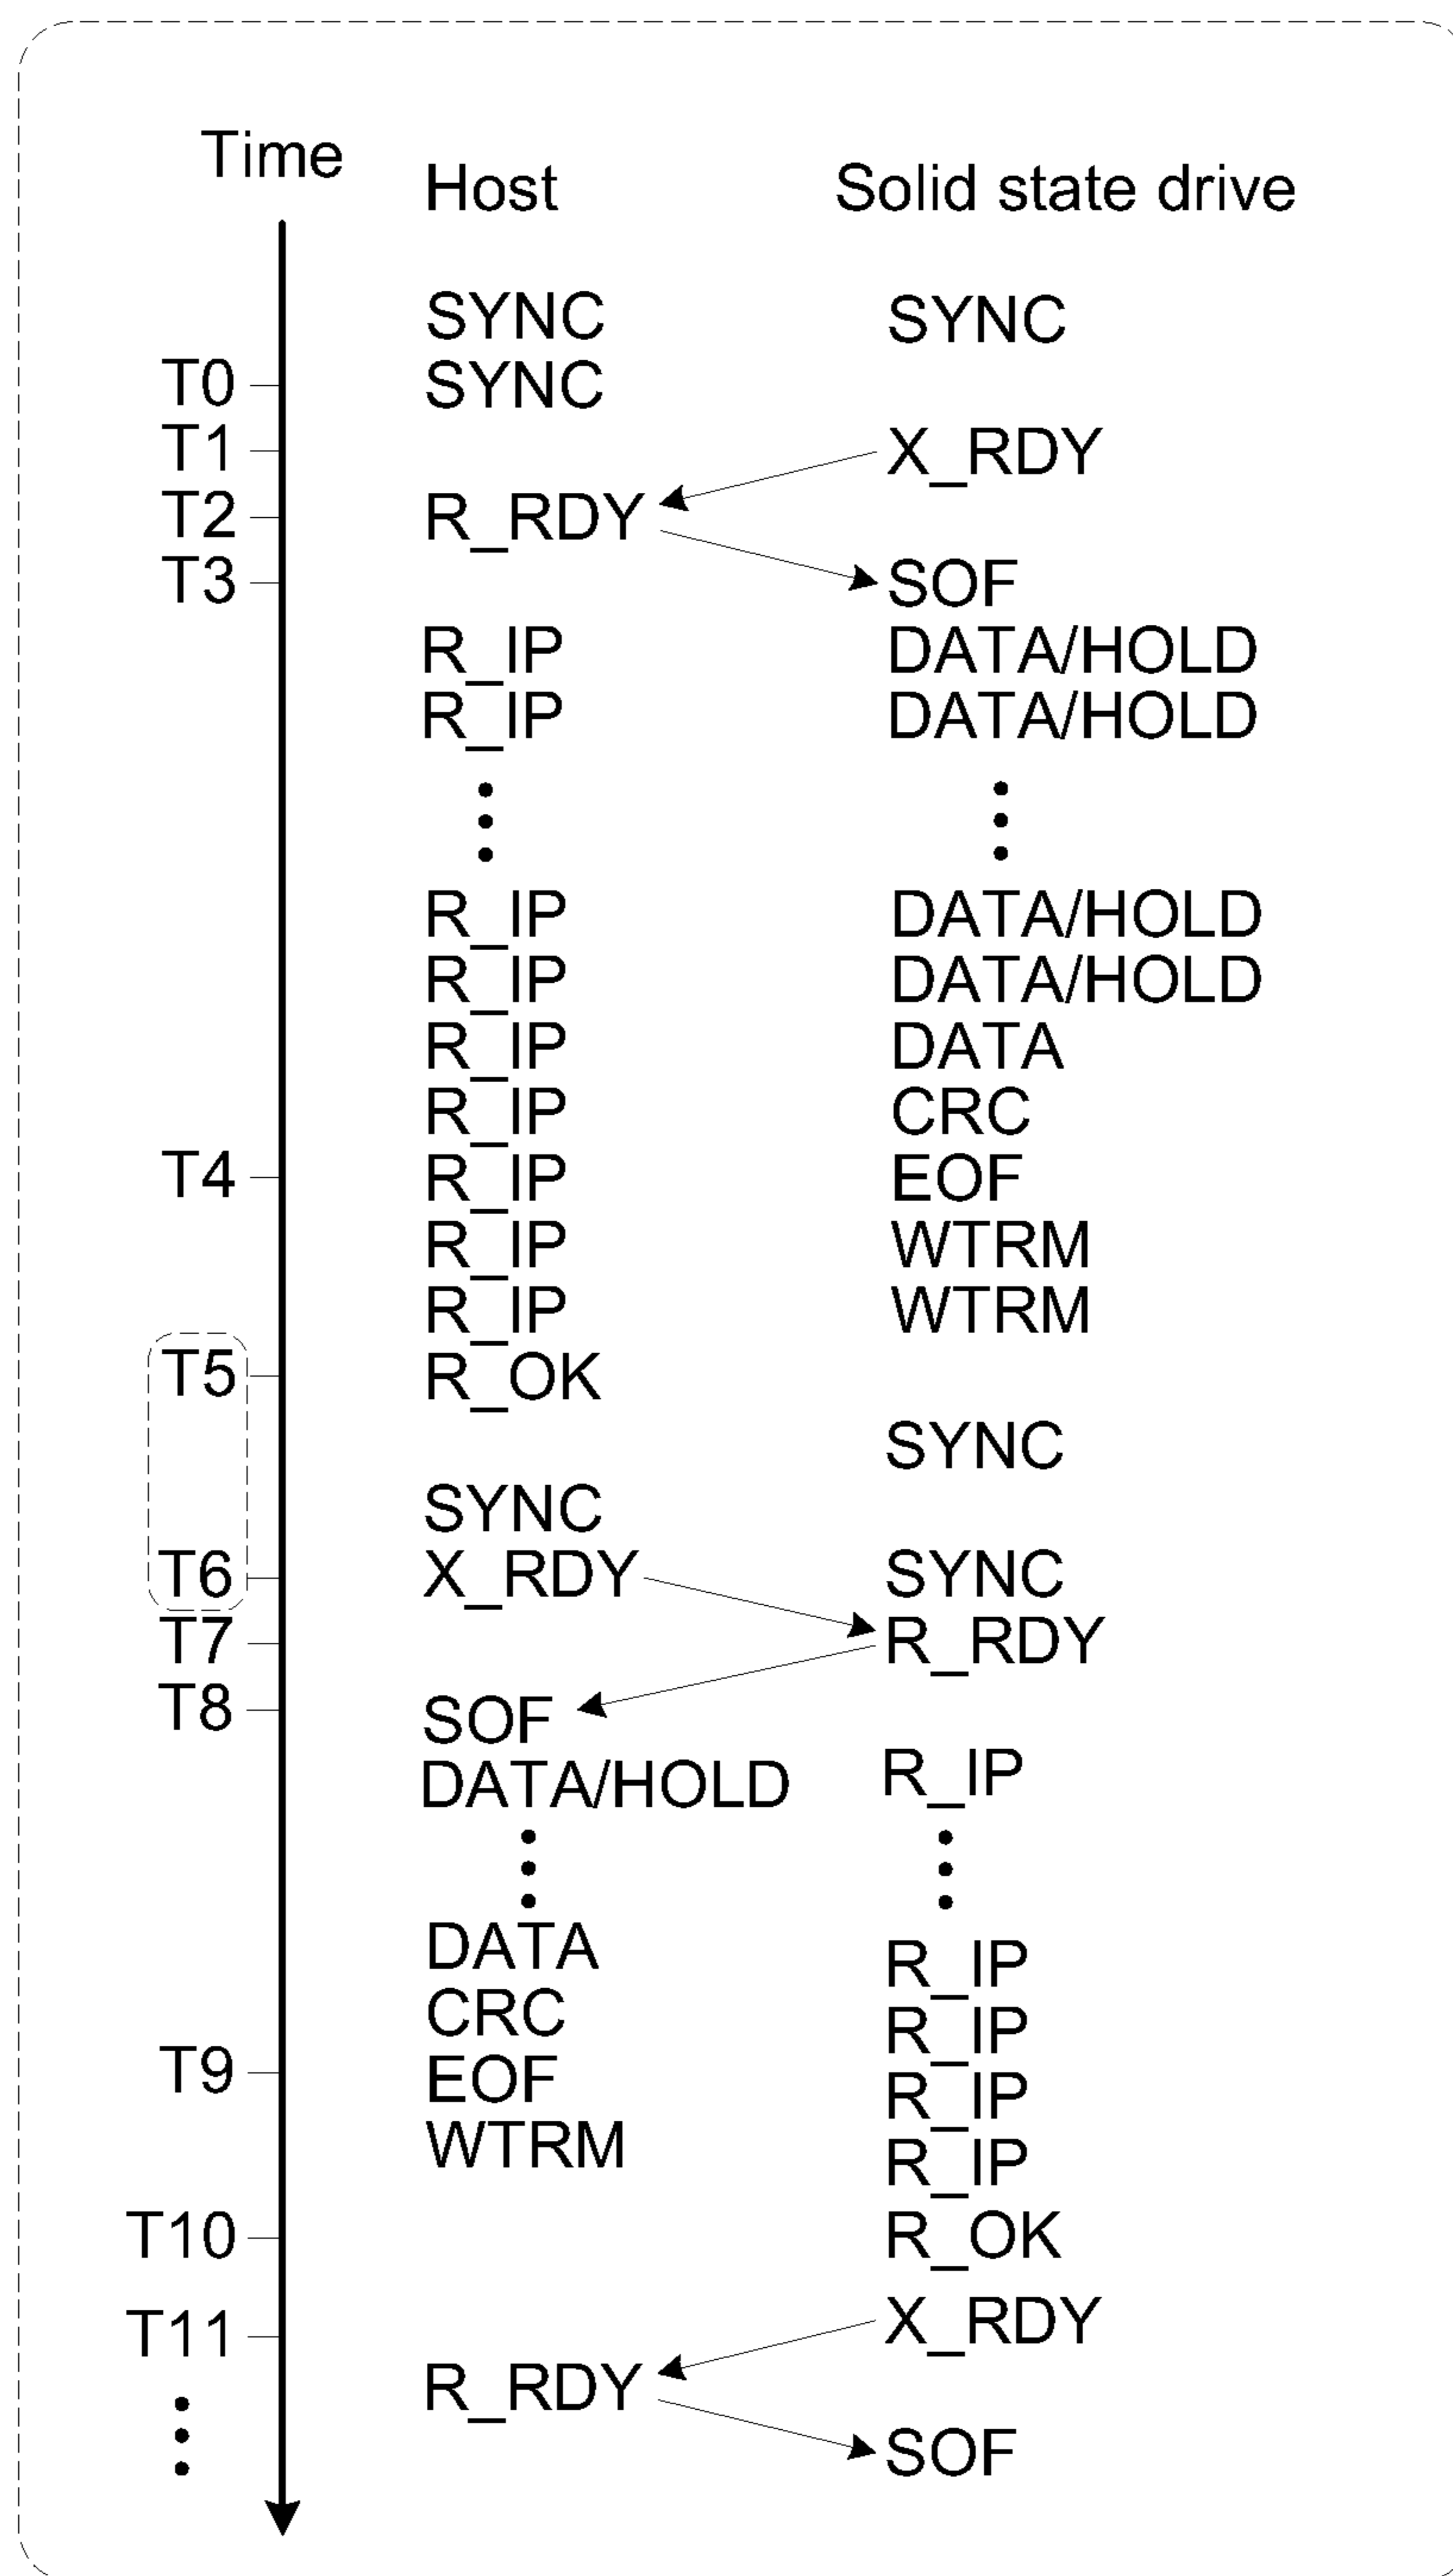 Time Host Solid state drive
SYNC SYNC
T0 SYNC
T1 X_RDY
T2 R_RDY
T3 SOF
R_IP DATA/HOLD
R_IP DATA/HOLD
R_IP DATA/HOLD
R_IP DATA/HOLD
R_IP DATA
R_IP CRC
T4 R_IP EOF
R_IP WTRM
R_IP WTRM
T5 R_OK
SYNC
SYNC
T6 X_RDY SYNC
T7 R_RDY
T8 SOF
DATA/HOLD R_IP
DATA R_IP
CRC R_IP
T9 EOF R_IP
WTRM R_IP
T10 R_OK
T11 X_RDY
R_RDY
SOF